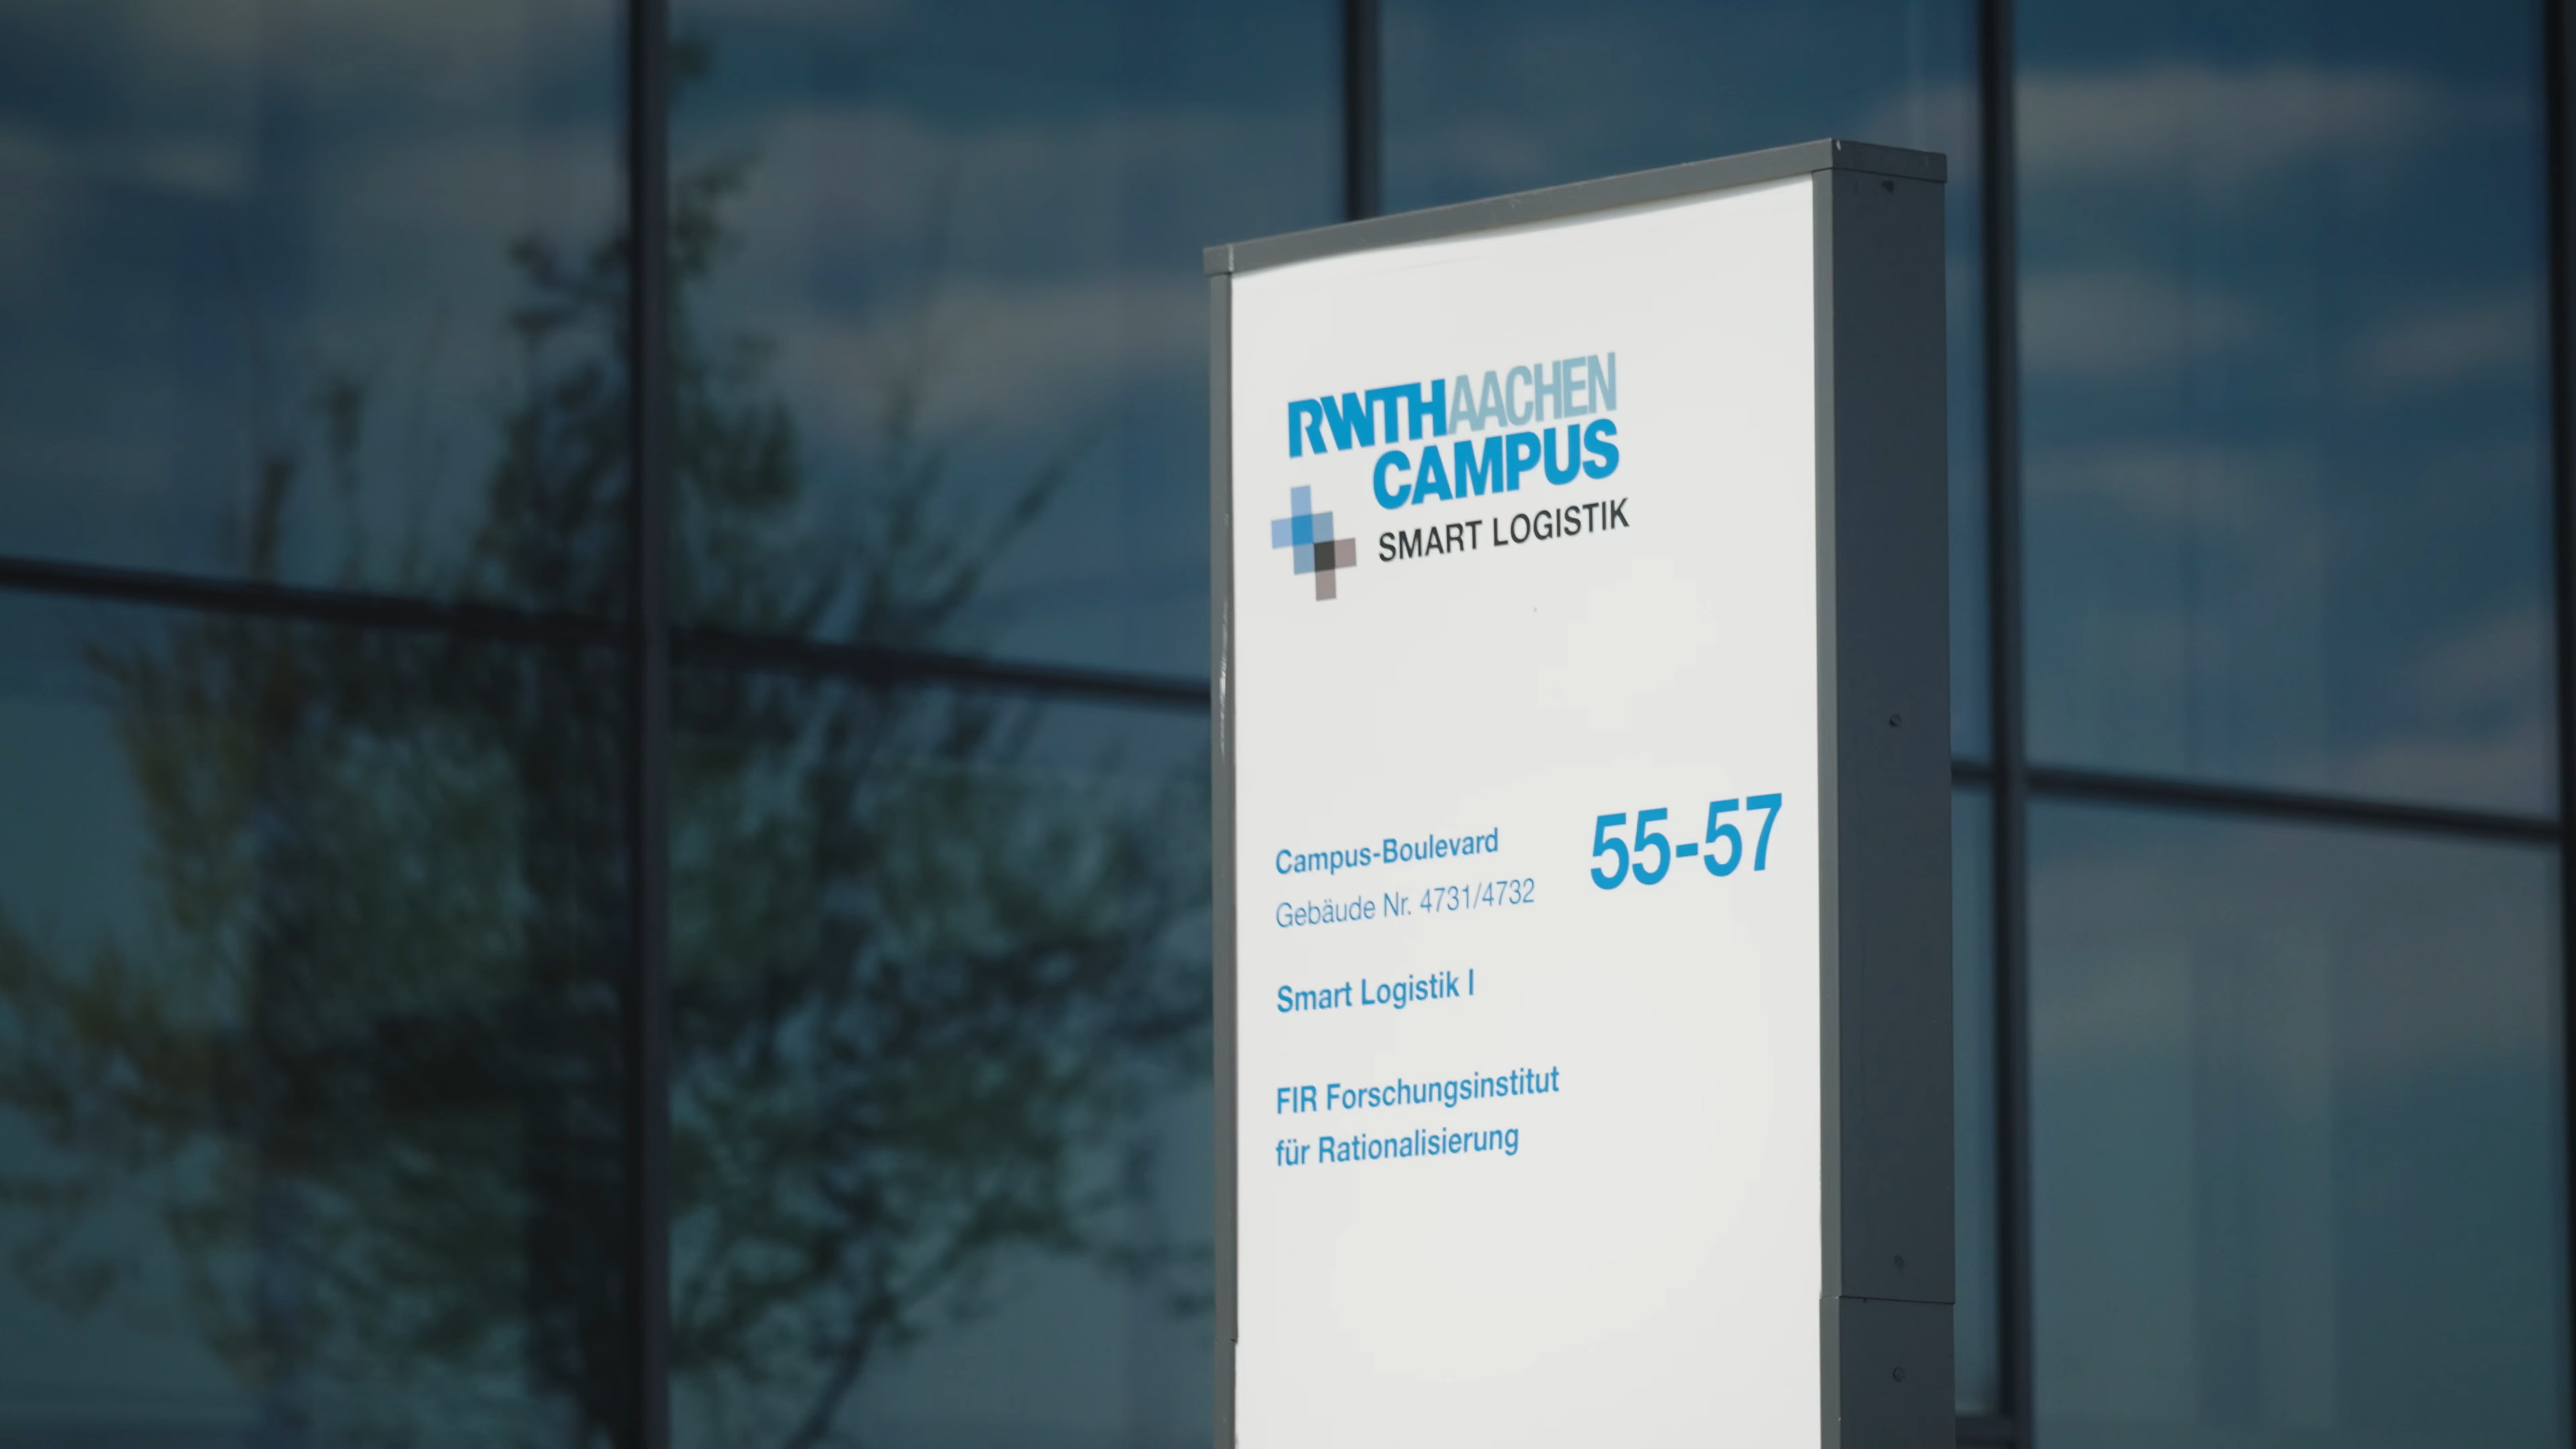 RWTHAACHEN
CAMPUS
SMART LOGISTIK
Campus-Boulevard 55-57
Gebäude Nr. 4731/4732
Smart Logistik I
FIR Forschungsinstitut
für Rationalisierung